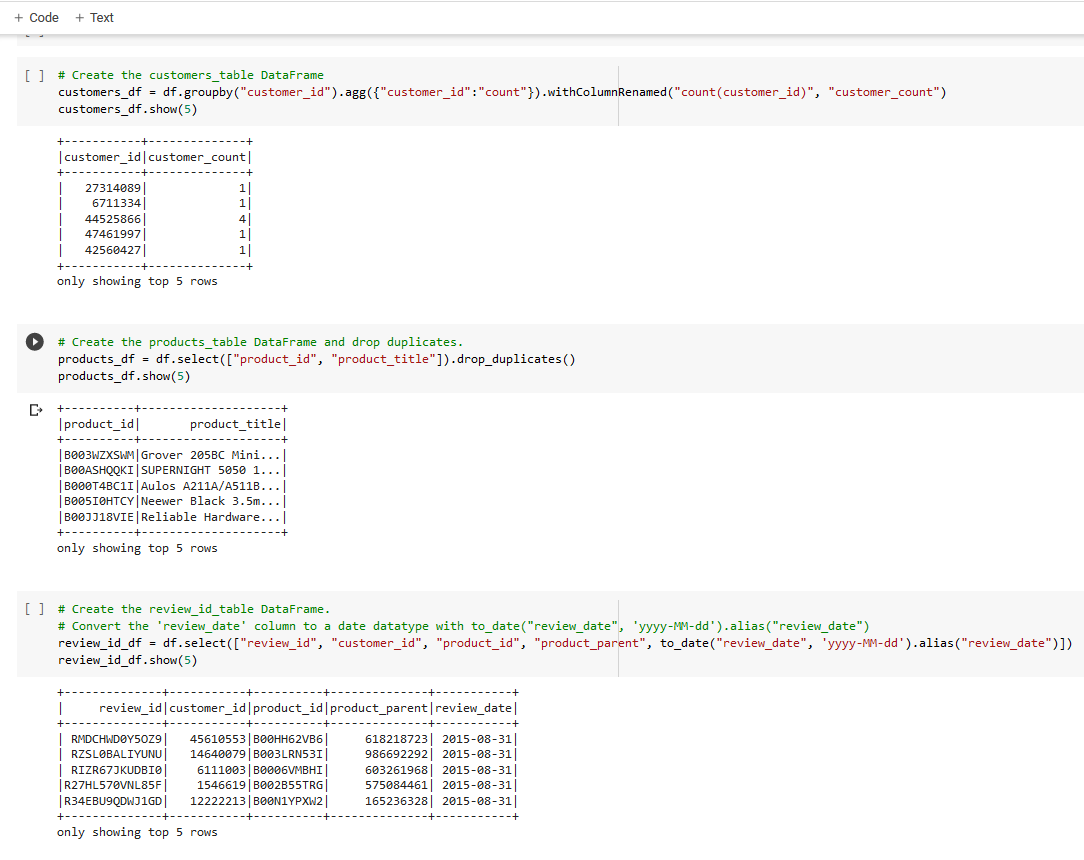 + Code + Text
[ ] # Create the customers_table DataFrame
customers_df = df.groupby("customer_id").agg({"customer_id":"count"}).withColumnRenamed("count(customer_id)", "customer_count")
customers_df.show(5)
+-----------+--------------+
|customer_id|customer_count|
+-----------+--------------+
|   27314089|             1|
|    6711334|             1|
|   44525866|             4|
|   47461997|             1|
|   42560427|             1|
+-----------+--------------+
only showing top 5 rows
# Create the products_table DataFrame and drop duplicates.
products_df = df.select(["product_id", "product_title"]).drop_duplicates()
products_df.show(5)
+----------+--------------------+
|product_id|       product_title|
+----------+--------------------+
|B003WZXSWM|Grover 205BC Mini...|
|B00ASHQQKI|SUPERNIGHT 5050 1...|
|B000T4BC1I|Aulos A211A/A511B...|
|B005I0HTCY|Neewer Black 3.5m...|
|B00JJ18VIE|Reliable Hardware...|
+----------+--------------------+
only showing top 5 rows
[ ] # Create the review_id_table DataFrame.
# Convert the 'review_date' column to a date datatype with to_date("review_date", 'yyyy-MM-dd').alias("review_date")
review_id_df = df.select(["review_id", "customer_id", "product_id", "product_parent", to_date("review_date", 'yyyy-MM-dd').alias("review_date")])
review_id_df.show(5)
+--------------+-----------+----------+--------------+-----------+
|     review_id|customer_id|product_id|product_parent|review_date|
+--------------+-----------+----------+--------------+-----------+
| RMDCHWD0Y5OZ9|   45610553|B00HH62VB6|     618218723| 2015-08-31|
| RZSL0BALIYUNU|   14640079|B003LRN53I|     986692292| 2015-08-31|
| RIZR67JKUDBI0|    6111003|B0006VMBHI|     603261968| 2015-08-31|
|R27HL570VNL85F|    1546619|B002B55TRG|     575084461| 2015-08-31|
|R34EBU9QDWJ1GD|   12222213|B00N1YPXW2|     165236328| 2015-08-31|
+--------------+-----------+----------+--------------+-----------+
only showing top 5 rows